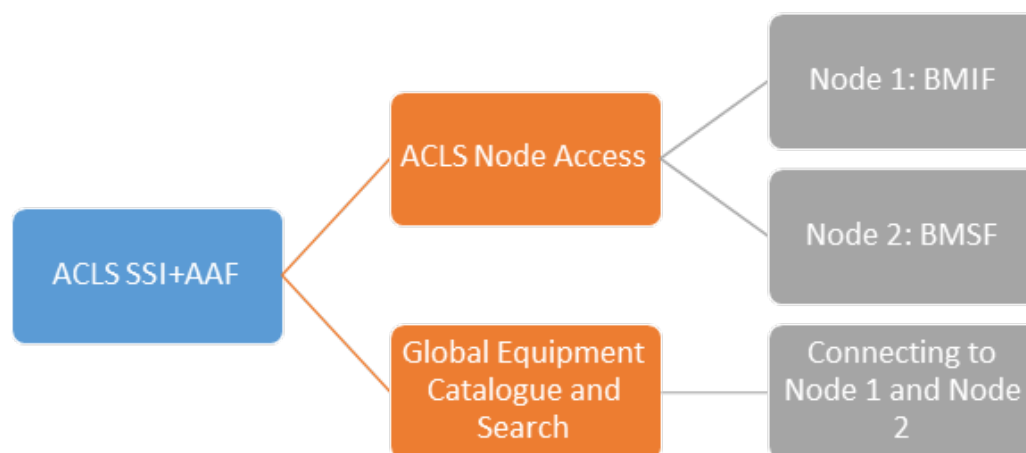 ACLS SSI+AAF
ACLS Node Access
Global Equipment
Catalogue and
Search
Node 1: BMIF
Node 2: BMSF
Connecting to
Node 1 and Node
2